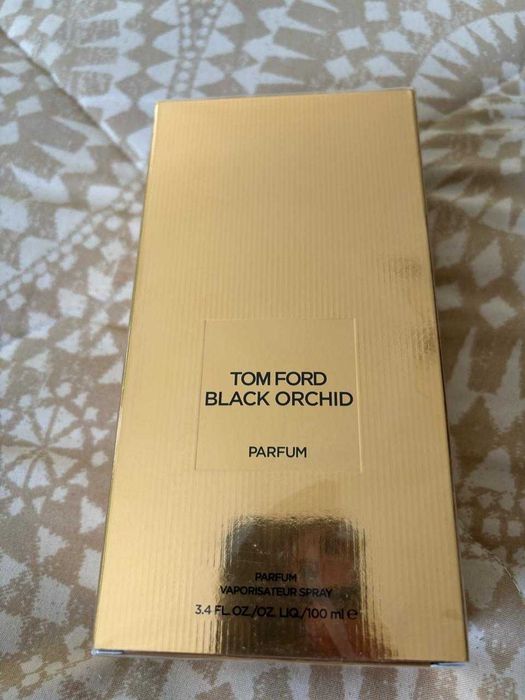 TOM FORD
BLACK ORCHID
PARFUM
PARFUM
VAPORISATEUR SPRAY
3.4 FL.OZ./OZ. LIQ./100 ml ℮